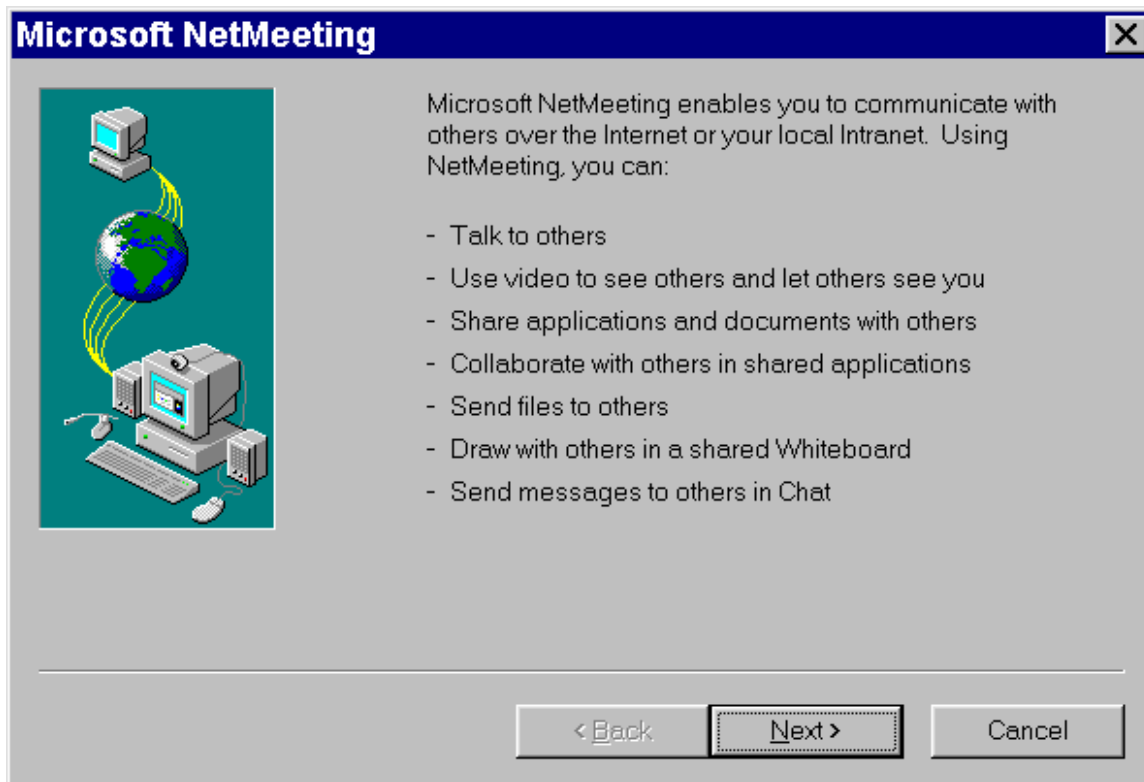 Microsoft NetMeeting
Microsoft NetMeeting enables you to communicate with
others over the Internet or your local Intranet. Using
NetMeeting, you can:
- Talk to others
- Use video to see others and let others see you
- Share applications and documents with others
- Collaborate with others in shared applications
- Send files to others
- Draw with others in a shared Whiteboard
- Send messages to others in Chat
< Back Next > Cancel